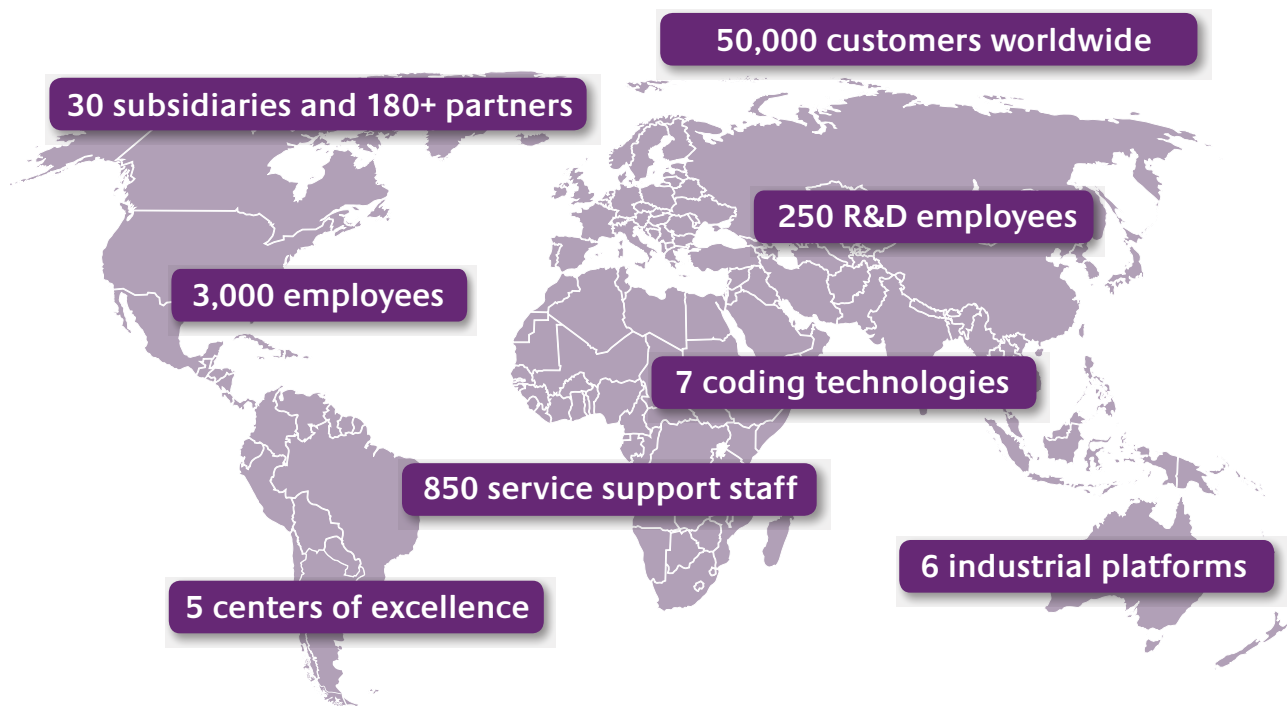 50,000 customers worldwide
30 subsidiaries and 180+ partners
250 R&D employees
3,000 employees
7 coding technologies
850 service support staff
6 industrial platforms
5 centers of excellence